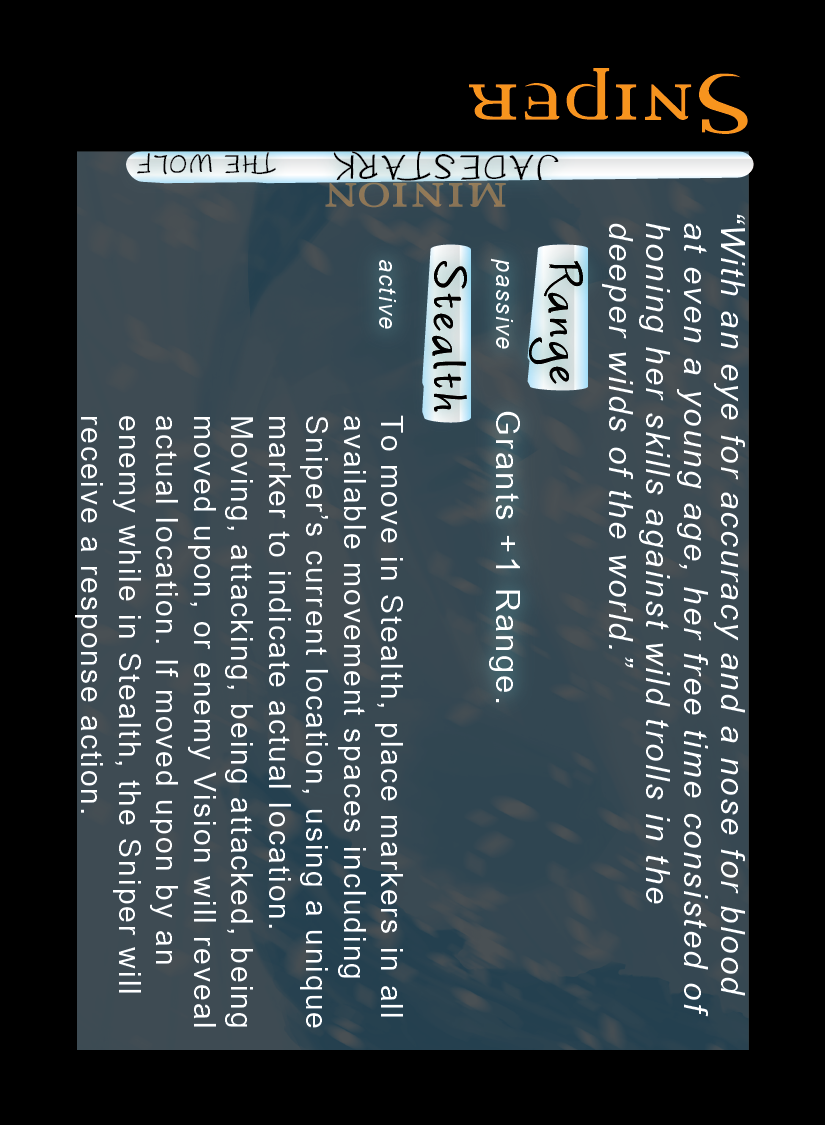 Sniper
JADESTARK THE WOLF
MINION
“With an eye for accuracy and a nose for blood
at even a young age, her free time consisted of
honing her skills against wild trolls in the
deeper wilds of the world.”
Range
passive Grants +1 Range.
Stealth
active To move in Stealth, place markers in all
available movement spaces including
Sniper’s current location, using a unique
marker to indicate actual location.
Moving, attacking, being attacked, being
moved upon, or enemy Vision will reveal
actual location. If moved upon by an
enemy while in Stealth, the Sniper will
receive a response action.